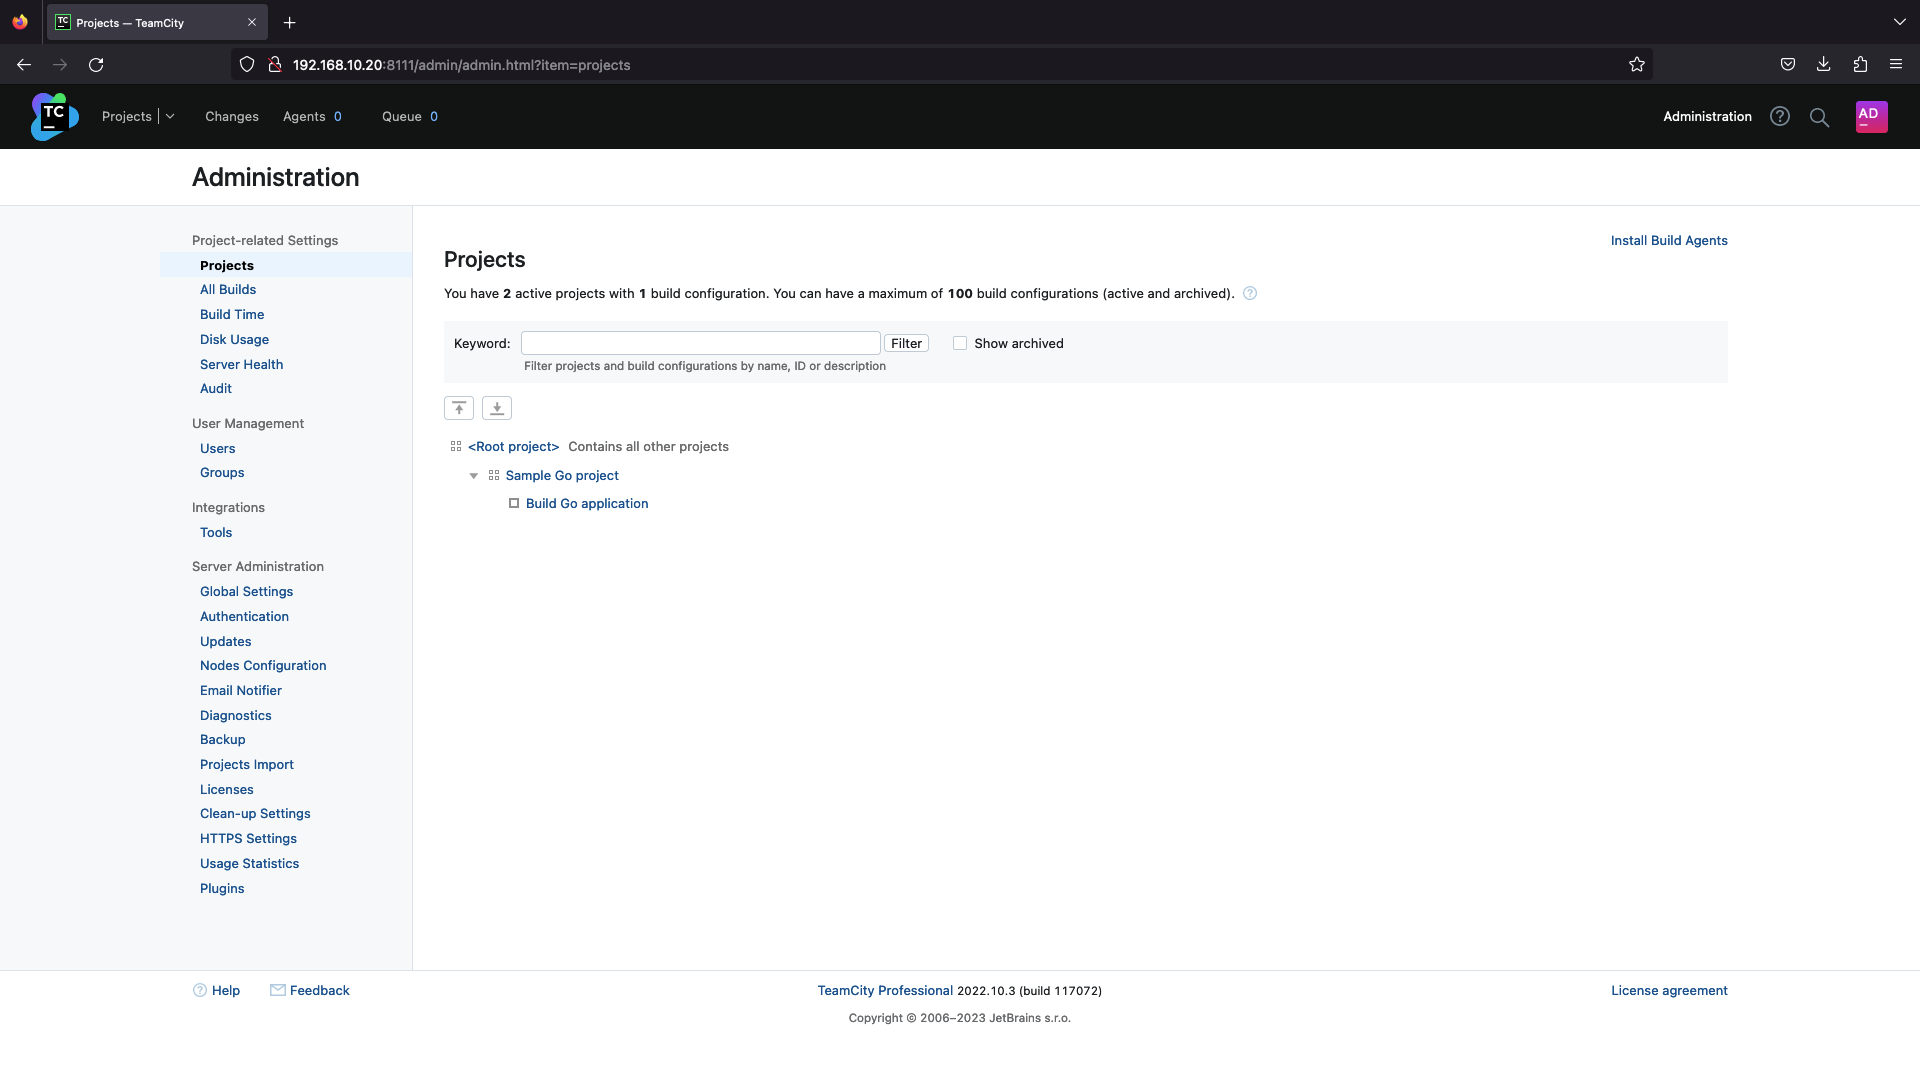 TC
Projects — TeamCity
192.168.10.20:8111/admin/admin.html?item=projects
TC
Projects
Changes
Agents 0
Queue 0
Administration
AD
Administration
Project-related Settings
Projects
All Builds
Build Time
Disk Usage
Server Health
Audit
User Management
Users
Groups
Integrations
Tools
Server Administration
Global Settings
Authentication
Updates
Nodes Configuration
Email Notifier
Diagnostics
Backup
Projects Import
Licenses
Clean-up Settings
HTTPS Settings
Usage Statistics
Plugins
Install Build Agents
Projects
You have 2 active projects with 1 build configuration. You can have a maximum of 100 build configurations (active and archived). ?
Keyword: Filter Show archived
Filter projects and build configurations by name, ID or description
<Root project> Contains all other projects
Sample Go project
Build Go application
? Help
Feedback
TeamCity Professional 2022.10.3 (build 117072)
Copyright © 2006–2023 JetBrains s.r.o.
License agreement